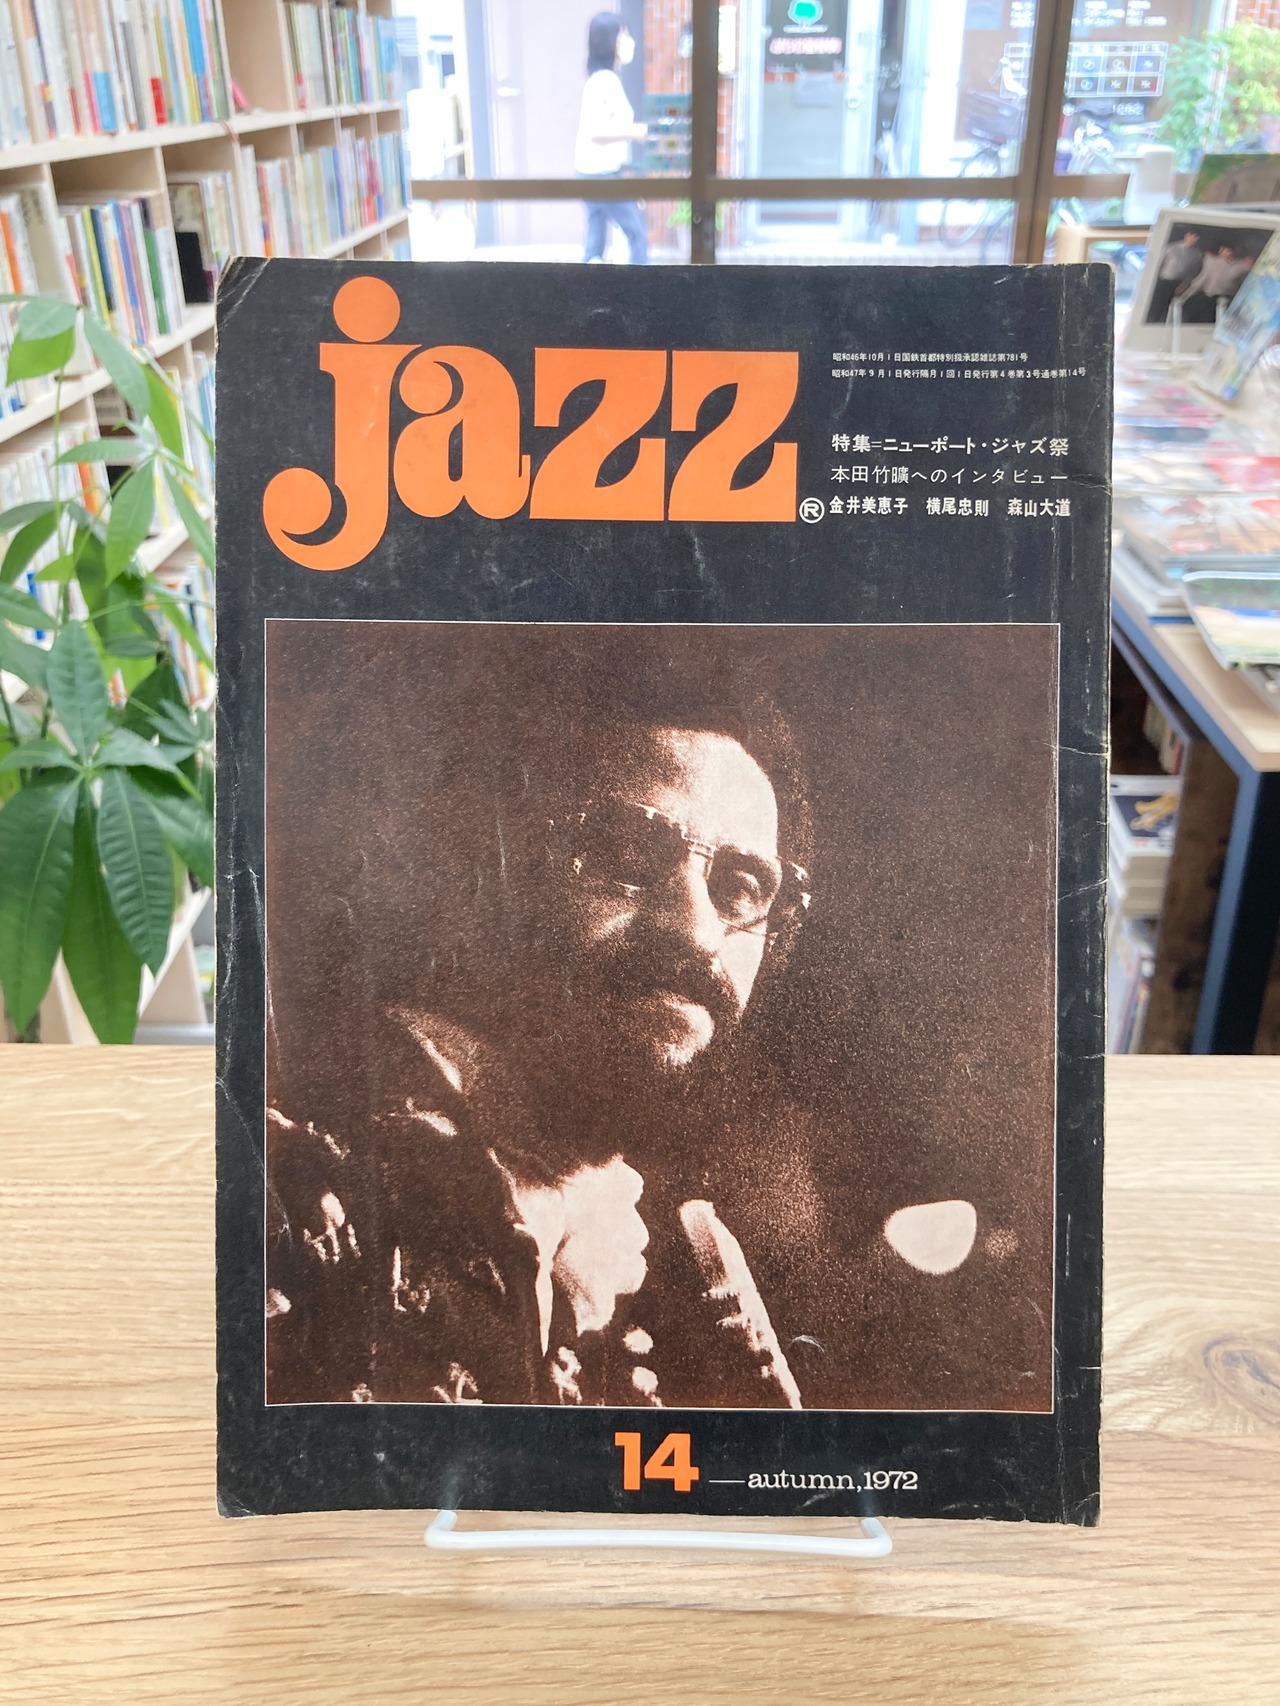 jazz
昭和46年10月1日国鉄首都特別扱承認雑誌第781号
昭和47年9月1日発行隔月1回1日発行第4巻第3号通巻第14号
特集=ニューポート・ジャズ祭
本田竹曠へのインタビュー
®金井美恵子 横尾忠則 森山大道
14—autumn,1972